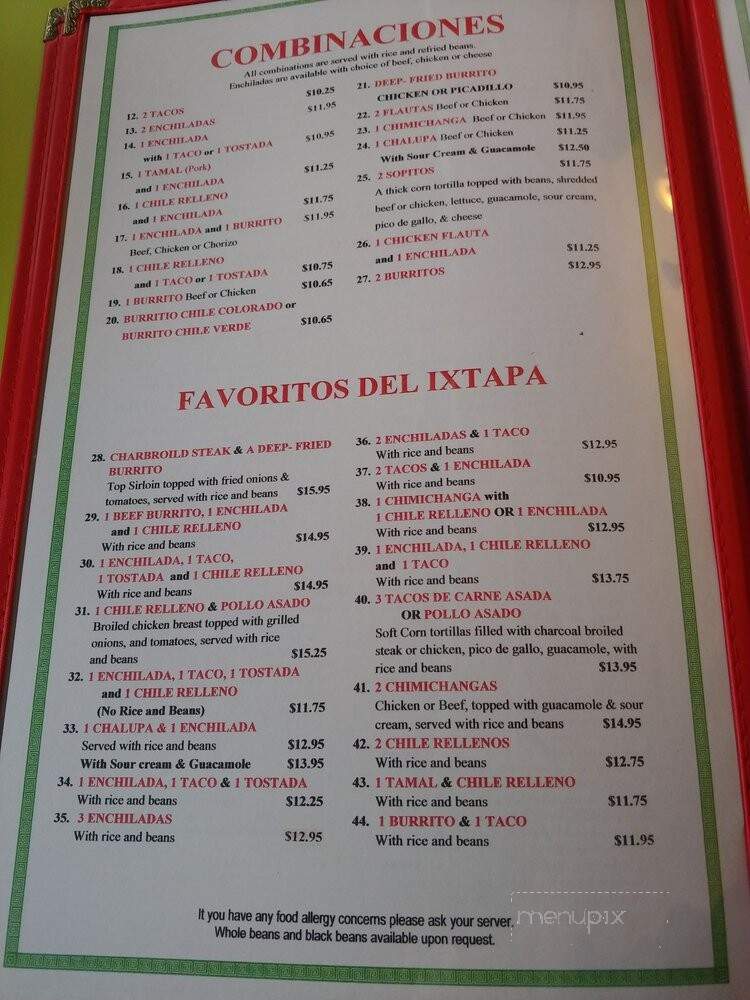 COMBINACIONES
All combinations are served with rice and refried beans.
Enchiladas are available with choice of beef, chicken or cheese
12. 2 TACOS $10.25
13. 2 ENCHILADAS $11.95
14. 1 ENCHILADA
with 1 TACO or 1 TOSTADA $10.95
15. 1 TAMAL (Pork)
and 1 ENCHILADA $11.25
16. 1 CHILE RELLENO
and 1 ENCHILADA $11.75
17. 1 ENCHILADA and 1 BURRITO $11.95
Beef, Chicken or Chorizo
18. 1 CHILE RELLENO
and 1 TACO or 1 TOSTADA $10.75
19. 1 BURRITO Beef or Chicken $10.65
20. BURRITIO CHILE COLORADO or
BURRITO CHILE VERDE $10.65
21. DEEP- FRIED BURRITO
CHICKEN OR PICADILLO $10.95
22. 2 FLAUTAS Beef or Chicken $11.75
23. 1 CHIMICHANGA Beef or Chicken $11.95
24. 1 CHALUPA Beef or Chicken $11.25
With Sour Cream & Guacamole $12.50
25. 2 SOPITOS $11.75
A thick corn tortilla topped with beans, shredded
beef or chicken, lettuce, guacamole, sour cream,
pico de gallo, & cheese
26. 1 CHICKEN FLAUTA
and 1 ENCHILADA $11.25
27. 2 BURRITOS $12.95
FAVORITOS DEL IXTAPA
28. CHARBROILD STEAK & A DEEP- FRIED
BURRITO
Top Sirloin topped with fried onions &
tomatoes, served with rice and beans $15.95
29. 1 BEEF BURRITO, 1 ENCHILADA
and 1 CHILE RELLENO
With rice and beans $14.95
30. 1 ENCHILADA, 1 TACO,
1 TOSTADA and 1 CHILE RELLENO
With rice and beans $14.95
31. 1 CHILE RELLENO & POLLO ASADO
Broiled chicken breast topped with grilled
onions, and tomatoes, served with rice
and beans $15.25
32. 1 ENCHILADA, 1 TACO, 1 TOSTADA
and 1 CHILE RELLENO
(No Rice and Beans) $11.75
33. 1 CHALUPA & 1 ENCHILADA
Served with rice and beans $12.95
With Sour cream & Guacamole $13.95
34. 1 ENCHILADA, 1 TACO & 1 TOSTADA
With rice and beans $12.25
35. 3 ENCHILADAS
With rice and beans $12.95
36. 2 ENCHILADAS & 1 TACO
With rice and beans $12.95
37. 2 TACOS & 1 ENCHILADA
With rice and beans $10.95
38. 1 CHIMICHANGA with
1 CHILE RELLENO OR 1 ENCHILADA
With rice and beans $12.95
39. 1 ENCHILADA, 1 CHILE RELLENO
and 1 TACO
With rice and beans $13.75
40. 3 TACOS DE CARNE ASADA
OR POLLO ASADO
Soft Corn tortillas filled with charcoal broiled
steak or chicken, pico de gallo, guacamole, with
rice and beans $13.95
41. 2 CHIMICHANGAS
Chicken or Beef, topped with guacamole & sour
cream, served with rice and beans $14.95
42. 2 CHILE RELLENOS
With rice and beans $12.75
43. 1 TAMAL & CHILE RELLENO
With rice and beans $11.75
44. 1 BURRITO & 1 TACO
With rice and beans $11.95
It you have any food allergy concerns please ask your server.
Whole beans and black beans available upon request.
menupix